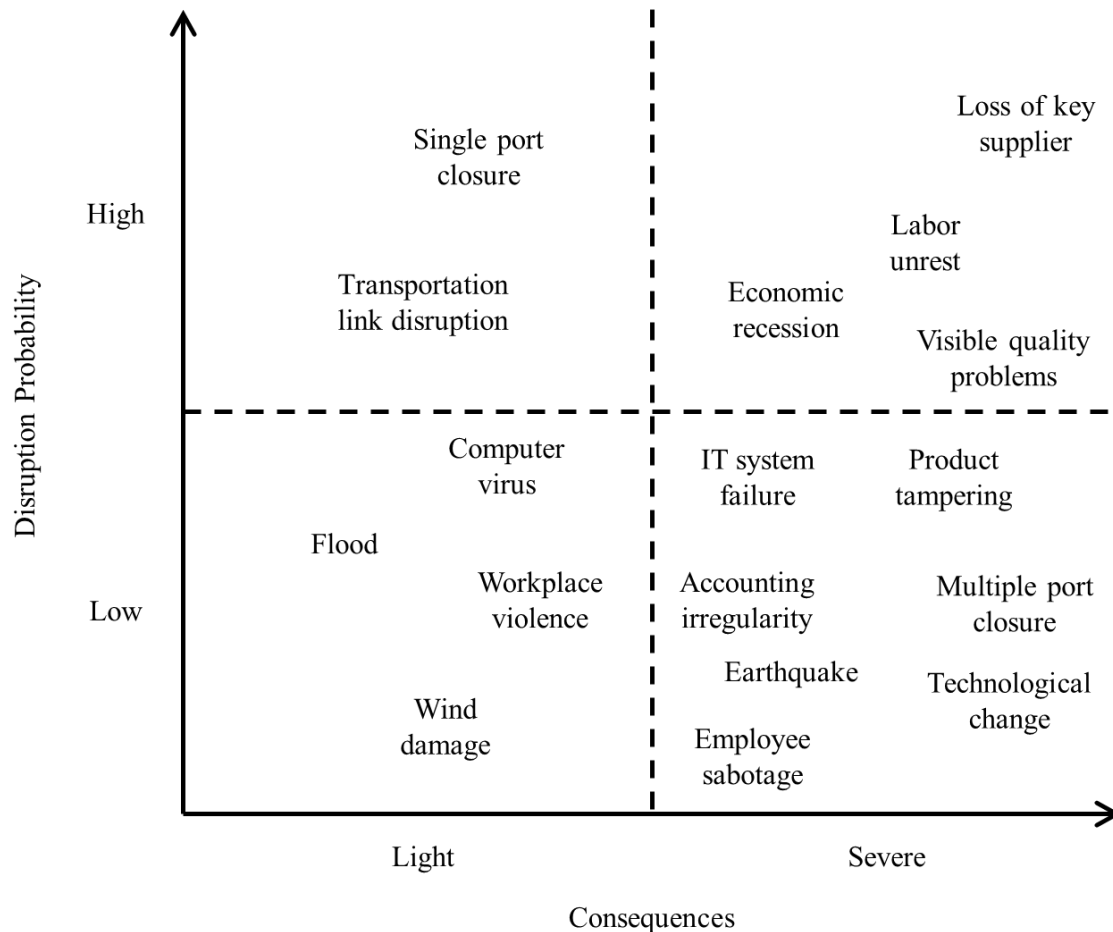 Loss of key
supplier
Single port
closure
High
Labor
unrest
Transportation
link disruption
Economic
recession
Visible quality
problems
Disruption Probability
Computer
virus
IT system
failure
Product
tampering
Flood
Workplace
violence
Accounting
irregularity
Multiple port
closure
Low
Earthquake
Technological
change
Wind
damage
Employee
sabotage
Light
Severe
Consequences